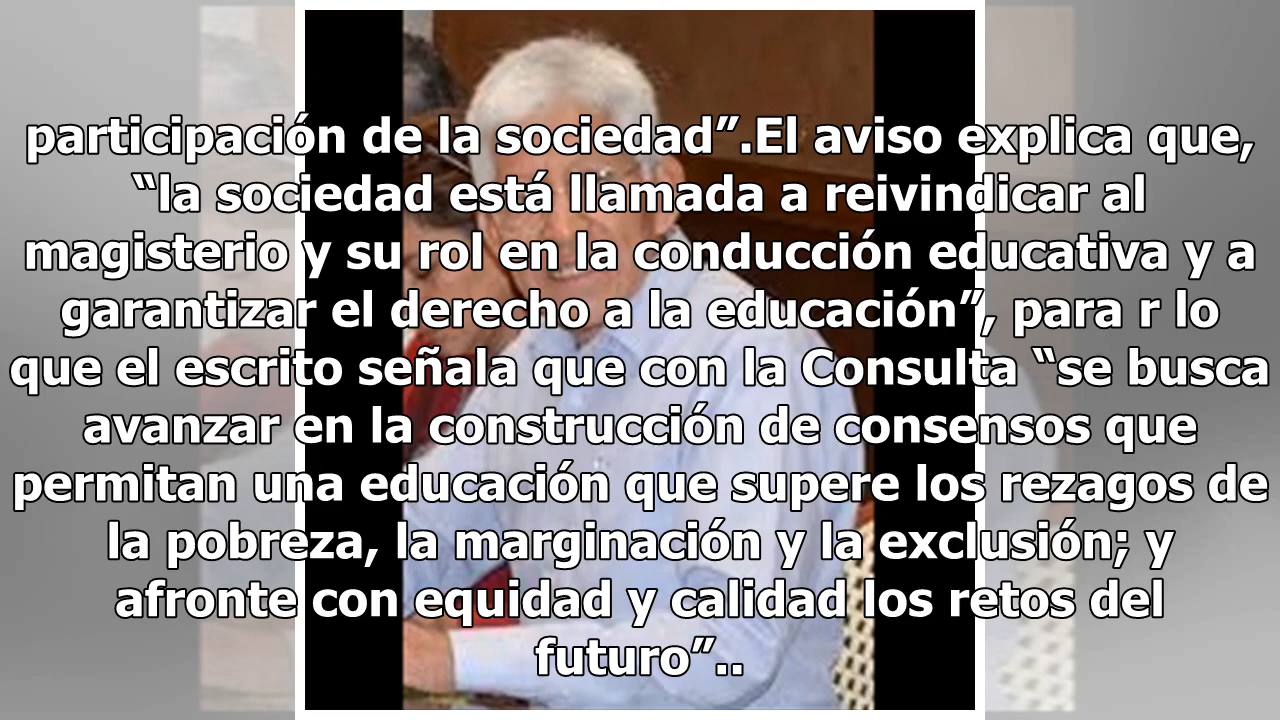 participación de la sociedad”.El aviso explica que,
“la sociedad está llamada a reivindicar al
magisterio y su rol en la conducción educativa y a
garantizar el derecho a la educación”, para r lo
que el escrito señala que con la Consulta “se busca
avanzar en la construcción de consensos que
permitan una educación que supere los rezagos de
la pobreza, la marginación y la exclusión; y
afronte con equidad y calidad los retos del
futuro”..